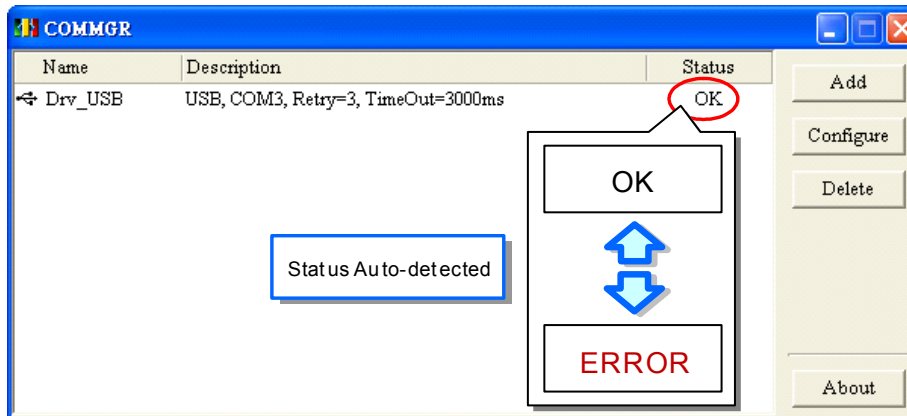 COMMGR
Name Description Status
Drv_USB USB, COM3, Retry=3, TimeOut=3000ms OK
Add
Configure
Delete
OK
Status Auto-detected
ERROR
About